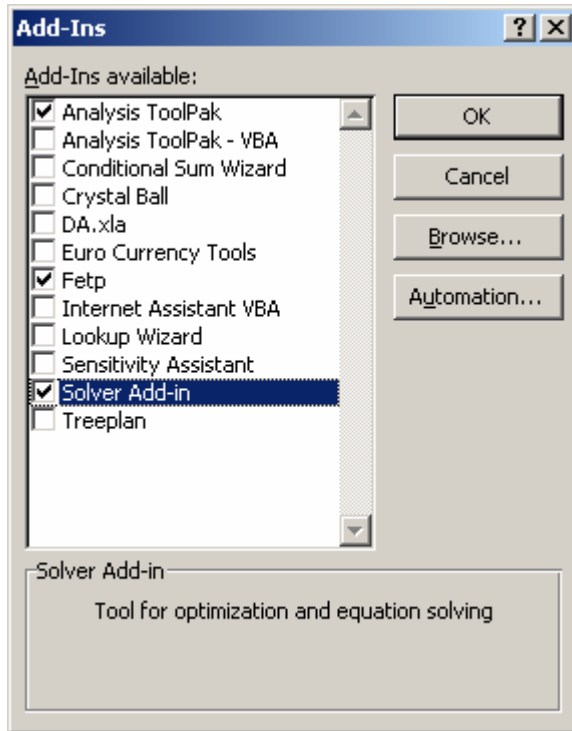 Add-Ins
Add-Ins available:
Analysis ToolPak
Analysis ToolPak - VBA
Conditional Sum Wizard
Crystal Ball
DA.xla
Euro Currency Tools
Fetp
Internet Assistant VBA
Lookup Wizard
Sensitivity Assistant
Solver Add-in
Treeplan
OK
Cancel
Browse...
Automation...
Solver Add-in
Tool for optimization and equation solving